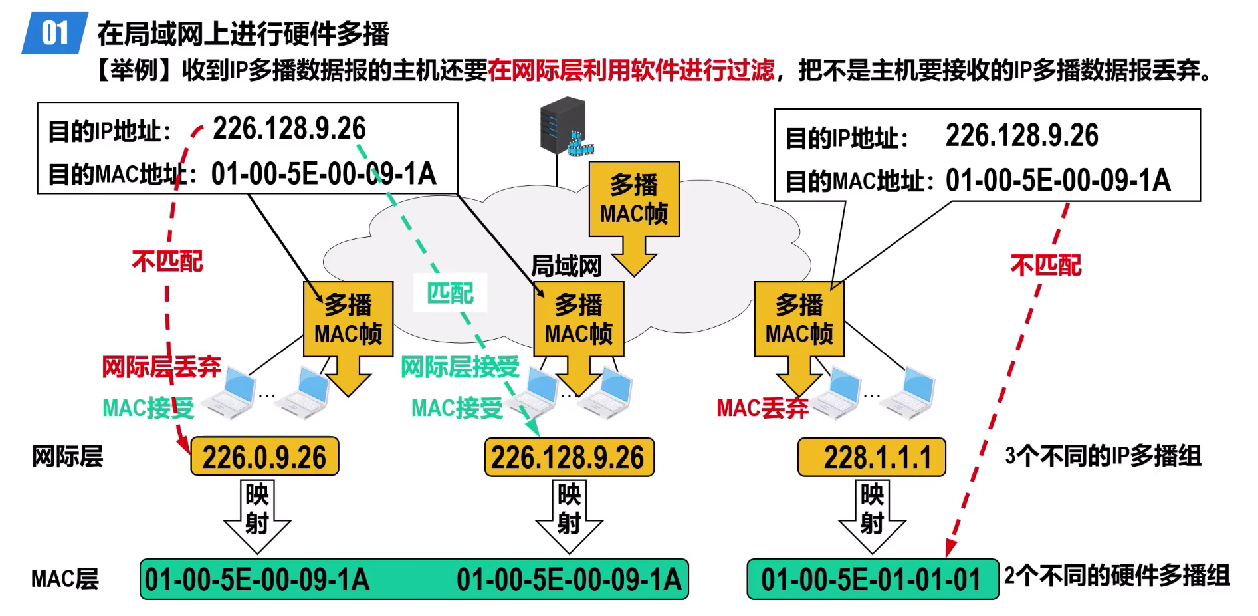 01 在局域网上进行硬件多播
【举例】收到IP多播数据报的主机还要在网际层利用软件进行过滤，把不是主机要接收的IP多播数据报丢弃。
目的IP地址： 226.128.9.26
目的MAC地址：01-00-5E-00-09-1A
目的IP地址： 226.128.9.26
目的MAC地址：01-00-5E-00-09-1A
多播
MAC帧
不匹配
匹配
局域网
不匹配
多播
MAC帧
多播
MAC帧
多播
MAC帧
网际层丢弃
MAC接受
网际层接受
MAC接受
MAC丢弃
...
...
...
网际层 226.0.9.26 226.128.9.26 228.1.1.1 3个不同的IP多播组
映
射
映
射
映
射
MAC层 01-00-5E-00-09-1A 01-00-5E-00-09-1A 01-00-5E-01-01-01 2个不同的硬件多播组